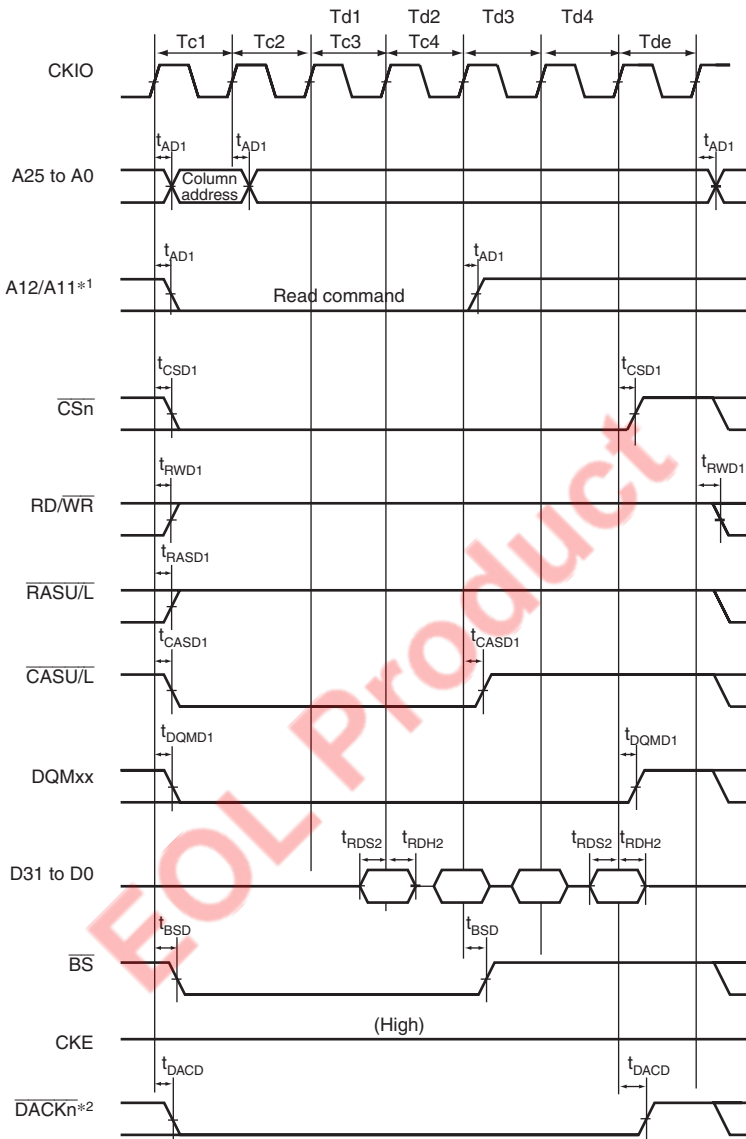 Td1 Td2 Td3 Td4
Tc1 Tc2 Tc3 Tc4 Tde
CKIO
tAD1 tAD1 tAD1
A25 to A0
Column
address
tAD1 tAD1
A12/A11*1
Read command
tCSD1 tCSD1
CSn
tRWD1 tRWD1
RD/WR
tRASD1
RASU/L
tCASD1 tCASD1
CASU/L
tDQMD1 tDQMD1
DQMxx
tRDS2 tRDH2 tRDS2 tRDH2
D31 to D0
tBSD tBSD
BS
(High)
CKE
tDACD tDACD
DACKn*2
EOL Product